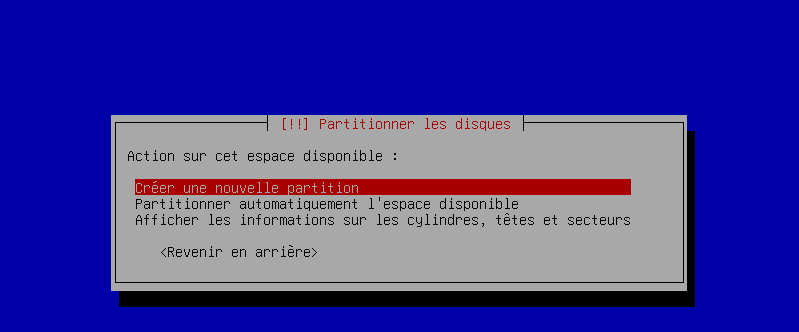 [!!] Partitionner les disques
Action sur cet espace disponible :
Créer une nouvelle partition
Partitionner automatiquement l'espace disponible
Afficher les informations sur les cylindres, têtes et secteurs
<Revenir en arrière>